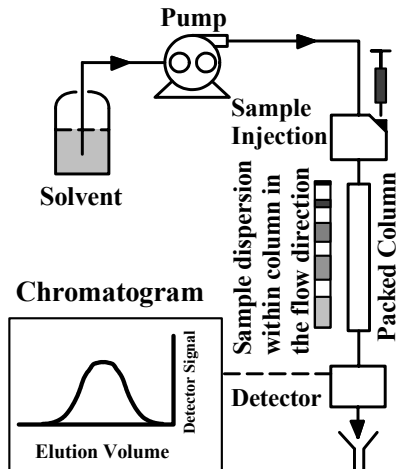 Pump
Sample
Injection
Solvent
Sample dispersion
within column in
the flow direction
Packed Column
Chromatogram
Detector Signal
Elution Volume
Detector